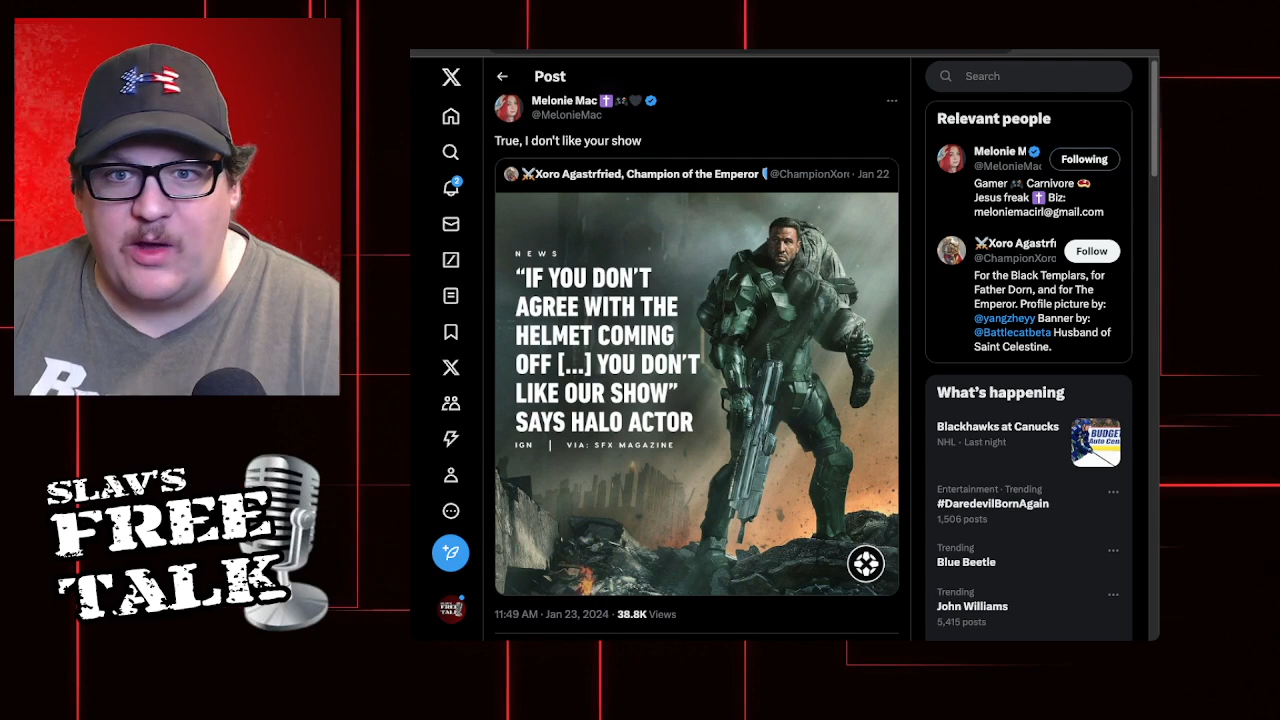 SLAV'S
FREE
TALK
Post
Melonie Mac
@MelonieMac
True, I don't like your show
Xoro Agastrfried, Champion of the Emperor @ChampionXor · Jan 22
NEWS
“IF YOU DON'T
AGREE WITH THE
HELMET COMING
OFF [...] YOU DON'T
LIKE OUR SHOW”
SAYS HALO ACTOR
IGN | VIA: SFX MAGAZINE
11:49 AM · Jan 23, 2024 · 38.8K Views
2
Search
Relevant people
Melonie M
@MelonieMac
Following
Gamer Carnivore
Jesus freak Biz:
meloniemacirl@gmail.com
Xoro Agastrf
@ChampionXoro
Follow
For the Black Templars, for
Father Dorn, and for The
Emperor. Profile picture by:
@yangzheyy Banner by:
@Battlecatbeta Husband of
Saint Celestine.
What's happening
Blackhawks at Canucks
NHL · Last night
BUDGET
Entertainment · Trending
#DaredevilBornAgain
1,506 posts
Trending
Blue Beetle
Trending
John Williams
5,415 posts